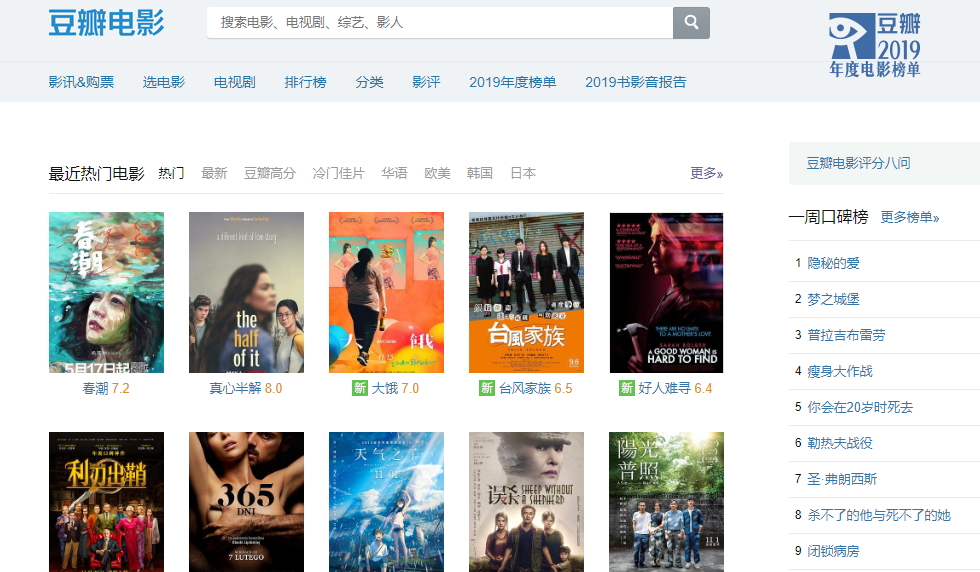 豆瓣电影
搜索电影、电视剧、综艺、影人
豆瓣
2019
年度电影榜单
影讯&购票 选电影 电视剧 排行榜 分类 影评 2019年度榜单 2019书影音报告
最近热门电影 热门 最新 豆瓣高分 冷门佳片 华语 欧美 韩国 日本 更多»
春潮
5月17日起
a different kind of love story
the
half
of it
大 餓
台風家族
9.6
THERE ARE NO LIMITS
TO A MOTHER'S LOVE
SARAH BOLGER
A GOOD WOMAN IS
HARD TO FIND
春潮 7.2
真心半解 8.0
新 大饿 7.0
新 台风家族 6.5
新 好人难寻 6.4
利刃出鞘
365
DNI
7 LUTEGO
天气之子
11.01
误杀
SHEEP WITHOUT
A SHEPHERD
陽光
普照
11.1
豆瓣电影评分八问
一周口碑榜 更多榜单»
1 隐秘的爱
2 梦之城堡
3 普拉吉布雷劳
4 瘦身大作战
5 你会在20岁时死去
6 勒热夫战役
7 圣·弗朗西斯
8 杀不了的他与死不了的她
9 闭锁病房